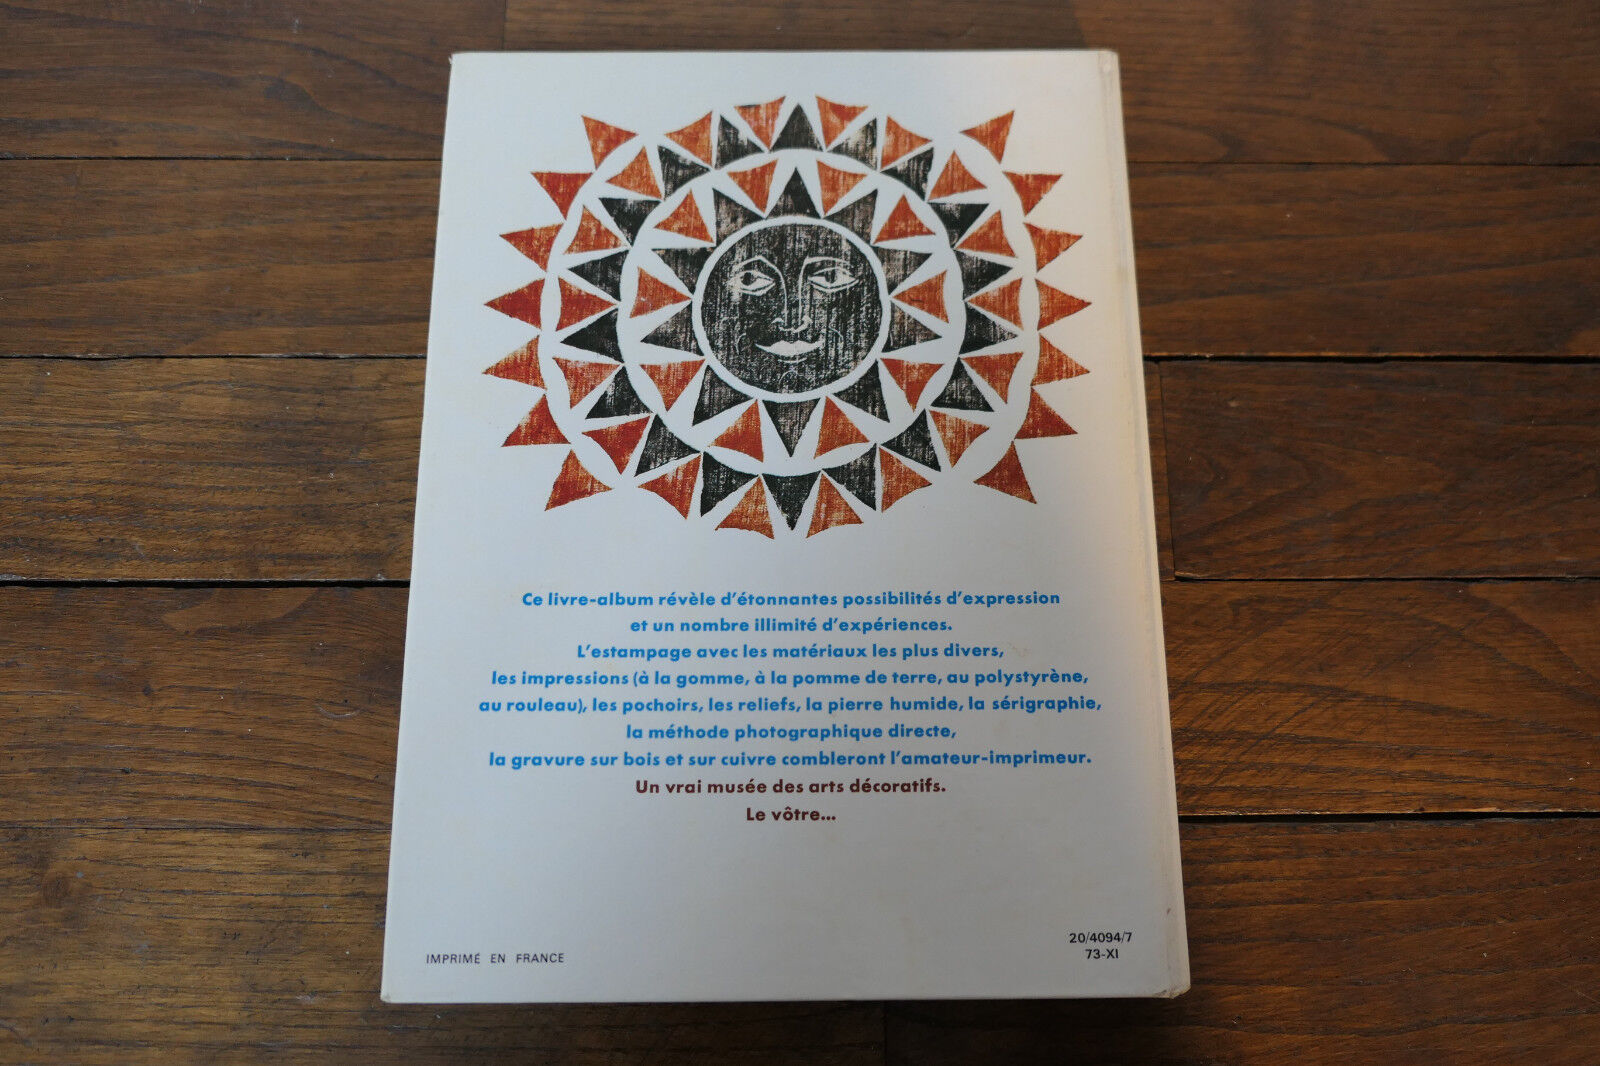 Ce livre-album révèle d'étonnantes possibilités d'expression
et un nombre illimité d'expériences.
L'estampage avec les matériaux les plus divers,
les impressions (à la gomme, à la pomme de terre, au polystyrène,
au rouleau), les pochoirs, les reliefs, la pierre humide, la sérigraphie,
la méthode photographique directe,
la gravure sur bois et sur cuivre combleront l'amateur-imprimeur.
Un vrai musée des arts décoratifs.
Le vôtre...
20/4094/7
73-XI
IMPRIMÉ EN FRANCE